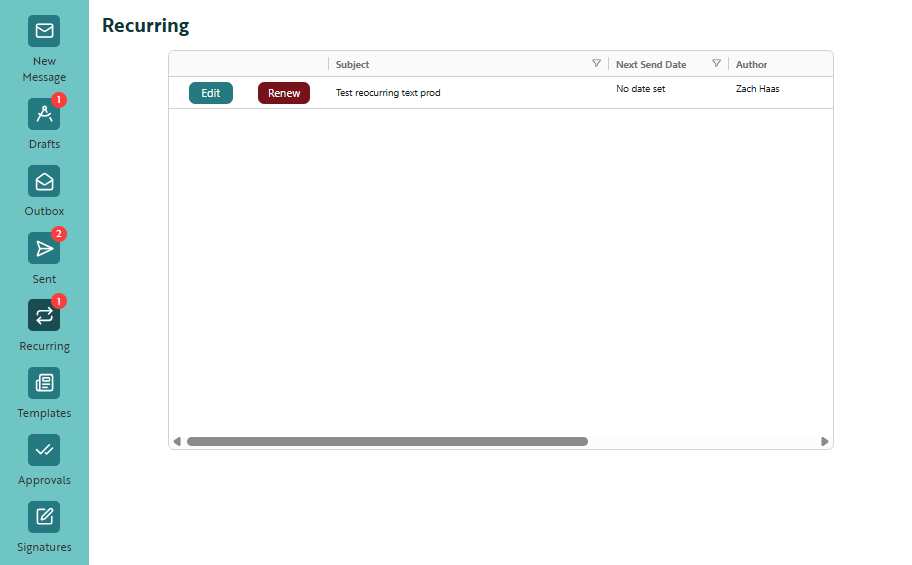 Recurring
New
Message
1
Drafts
Outbox
2
Sent
1
Recurring
Templates
Approvals
Signatures
Subject Next Send Date Author
Edit Renew Test reocurring text prod No date set Zach Haas